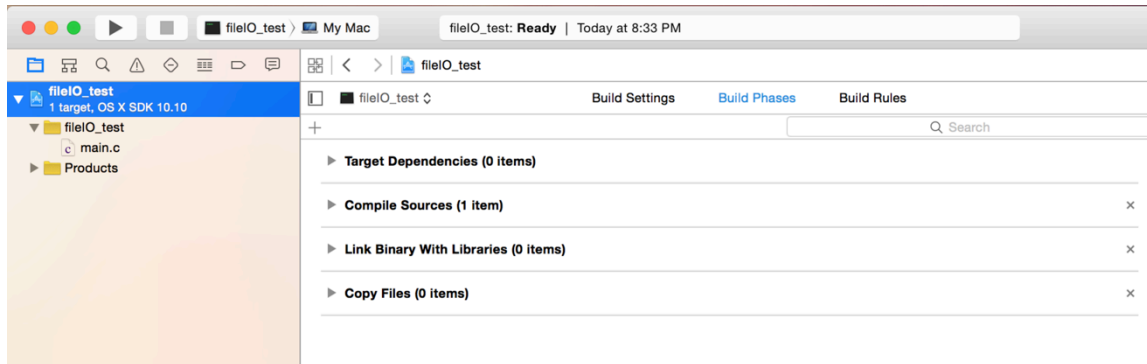 fileIO_test 〉 My Mac
fileIO_test: Ready | Today at 8:33 PM
fileIO_test
1 target, OS X SDK 10.10
fileIO_test
c main.c
Products
fileIO_test
fileIO_test
Build Settings
Build Phases
Build Rules
Search
Target Dependencies (0 items)
Compile Sources (1 item)
Link Binary With Libraries (0 items)
Copy Files (0 items)